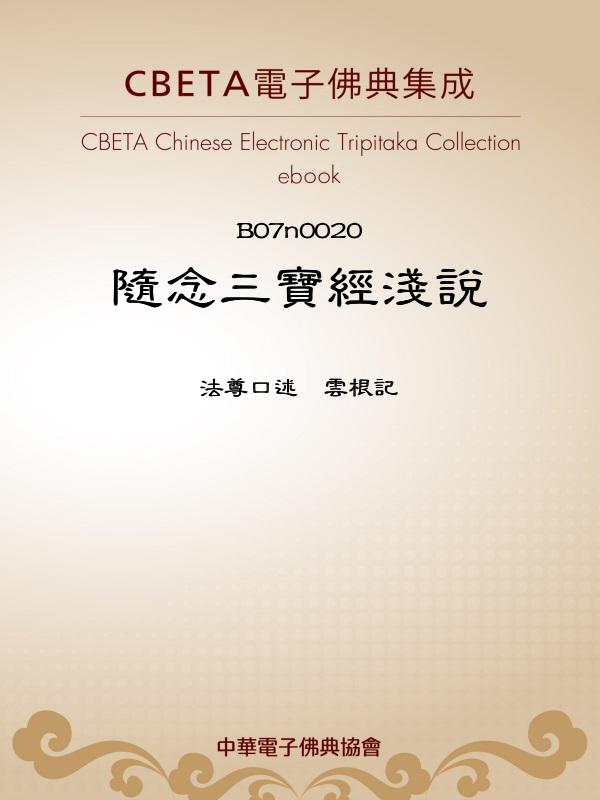 CBETA電子佛典集成
CBETA Chinese Electronic Tripitaka Collection
ebook
B07n0020
隨念三寶經淺說
法尊口述　雲根記
中華電子佛典協會